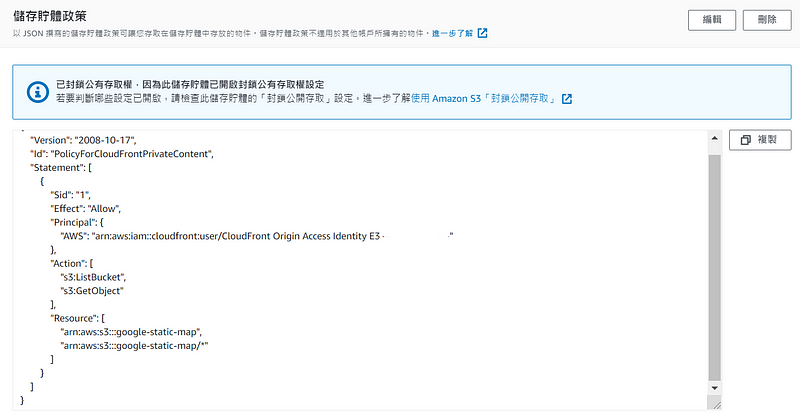 儲存貯體政策
編輯
刪除
以 JSON 撰寫的儲存貯體政策可讓您存取在儲存貯體中存放的物件。儲存貯體政策不適用於其他帳戶所擁有的物件。進一步了解
已封鎖公有存取權，因為此儲存貯體已開啟封鎖公有存取權設定
若要判斷哪些設定已開啟，請檢查此儲存貯體的「封鎖公開存取」設定。進一步了解使用 Amazon S3「封鎖公開存取」
複製
"Version": "2008-10-17",
"Id": "PolicyForCloudFrontPrivateContent",
"Statement": [
{
"Sid": "1",
"Effect": "Allow",
"Principal": {
"AWS": "arn:aws:iam::cloudfront:user/CloudFront Origin Access Identity E3 "
},
"Action": [
"s3:ListBucket",
"s3:GetObject"
],
"Resource": [
"arn:aws:s3:::google-static-map",
"arn:aws:s3:::google-static-map/*"
]
}
]
}